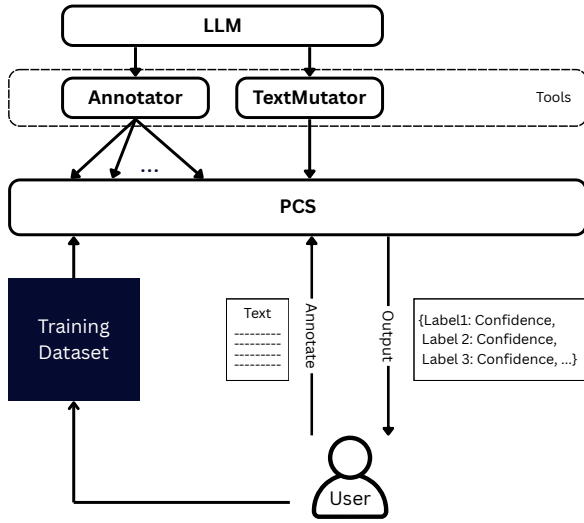 LLM
Annotator
TextMutator
Tools
...
PCS
Training
Dataset
Text
---------
---------
---------
---------
Annotate
Output
{Label1: Confidence,
Label 2: Confidence,
Label 3: Confidence, ...}
User